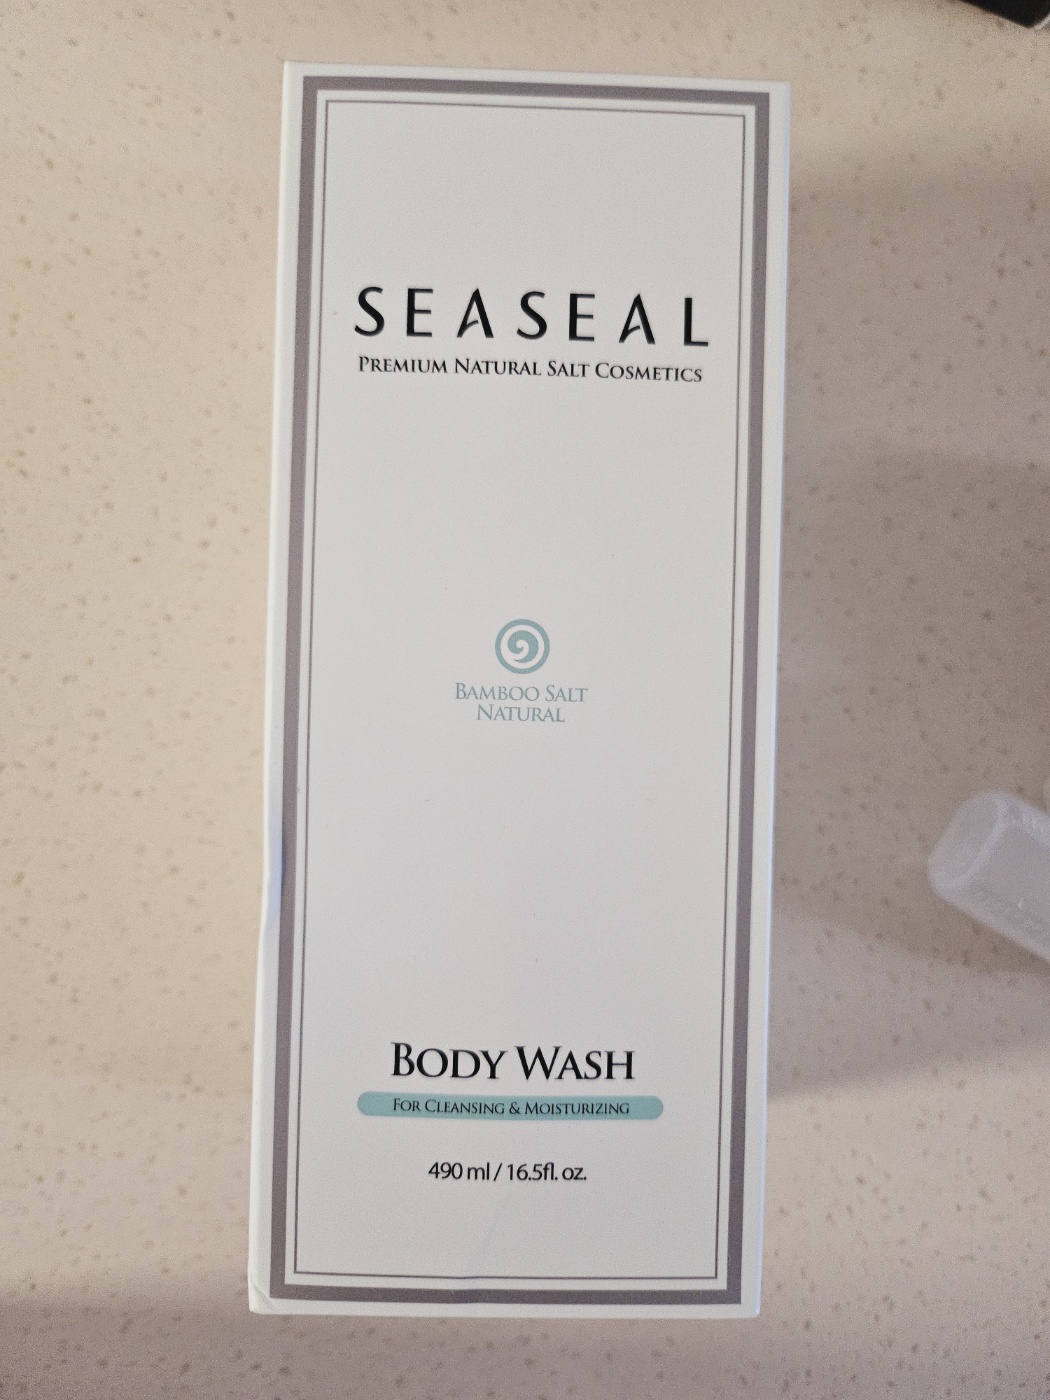 SEASEAL
PREMIUM NATURAL SALT COSMETICS
BAMBOO SALT
NATURAL
BODY WASH
FOR CLEANSING & MOISTURIZING
490 ml / 16.5fl. oz.